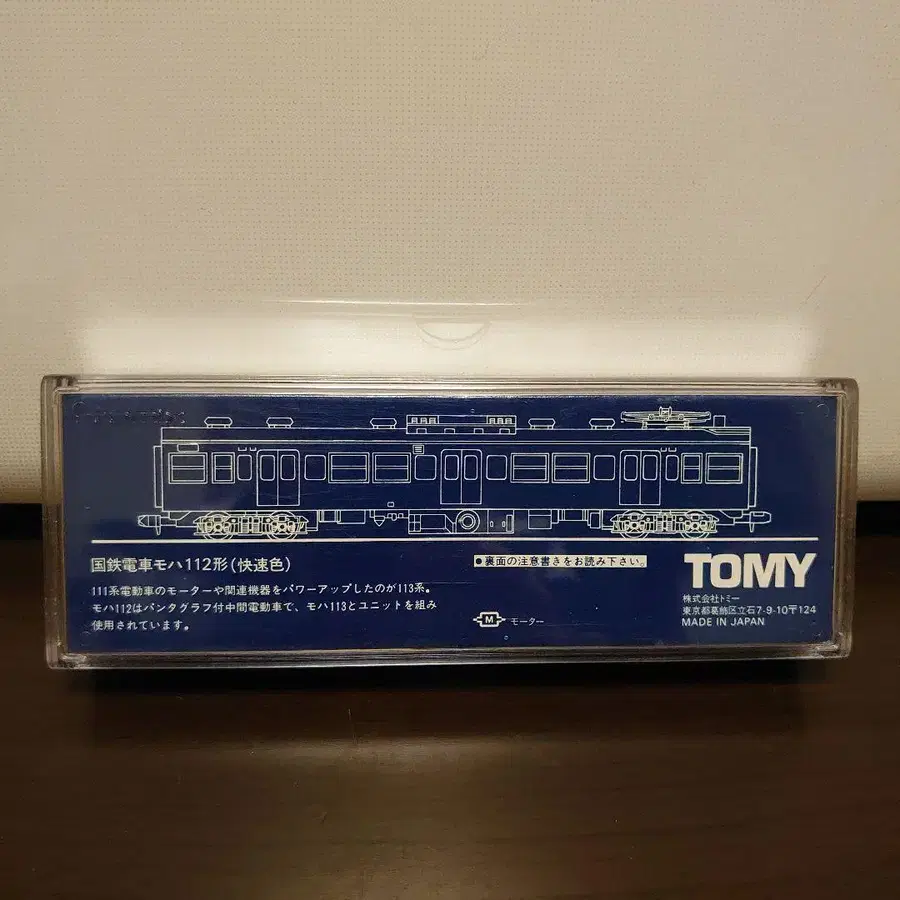 国鉄電車モハ112形(快速色)
111系電動車のモーターや関連機器をパワーアップしたのが113系。
モハ112はパンタグラフ付中間電動車で、モハ113とユニットを組み
使用されています。
●裏面の注意書きをお読み下さい。
M モーター
TOMY
株式会社トミー
東京都葛飾区立石7-9-10〒124
MADE IN JAPAN